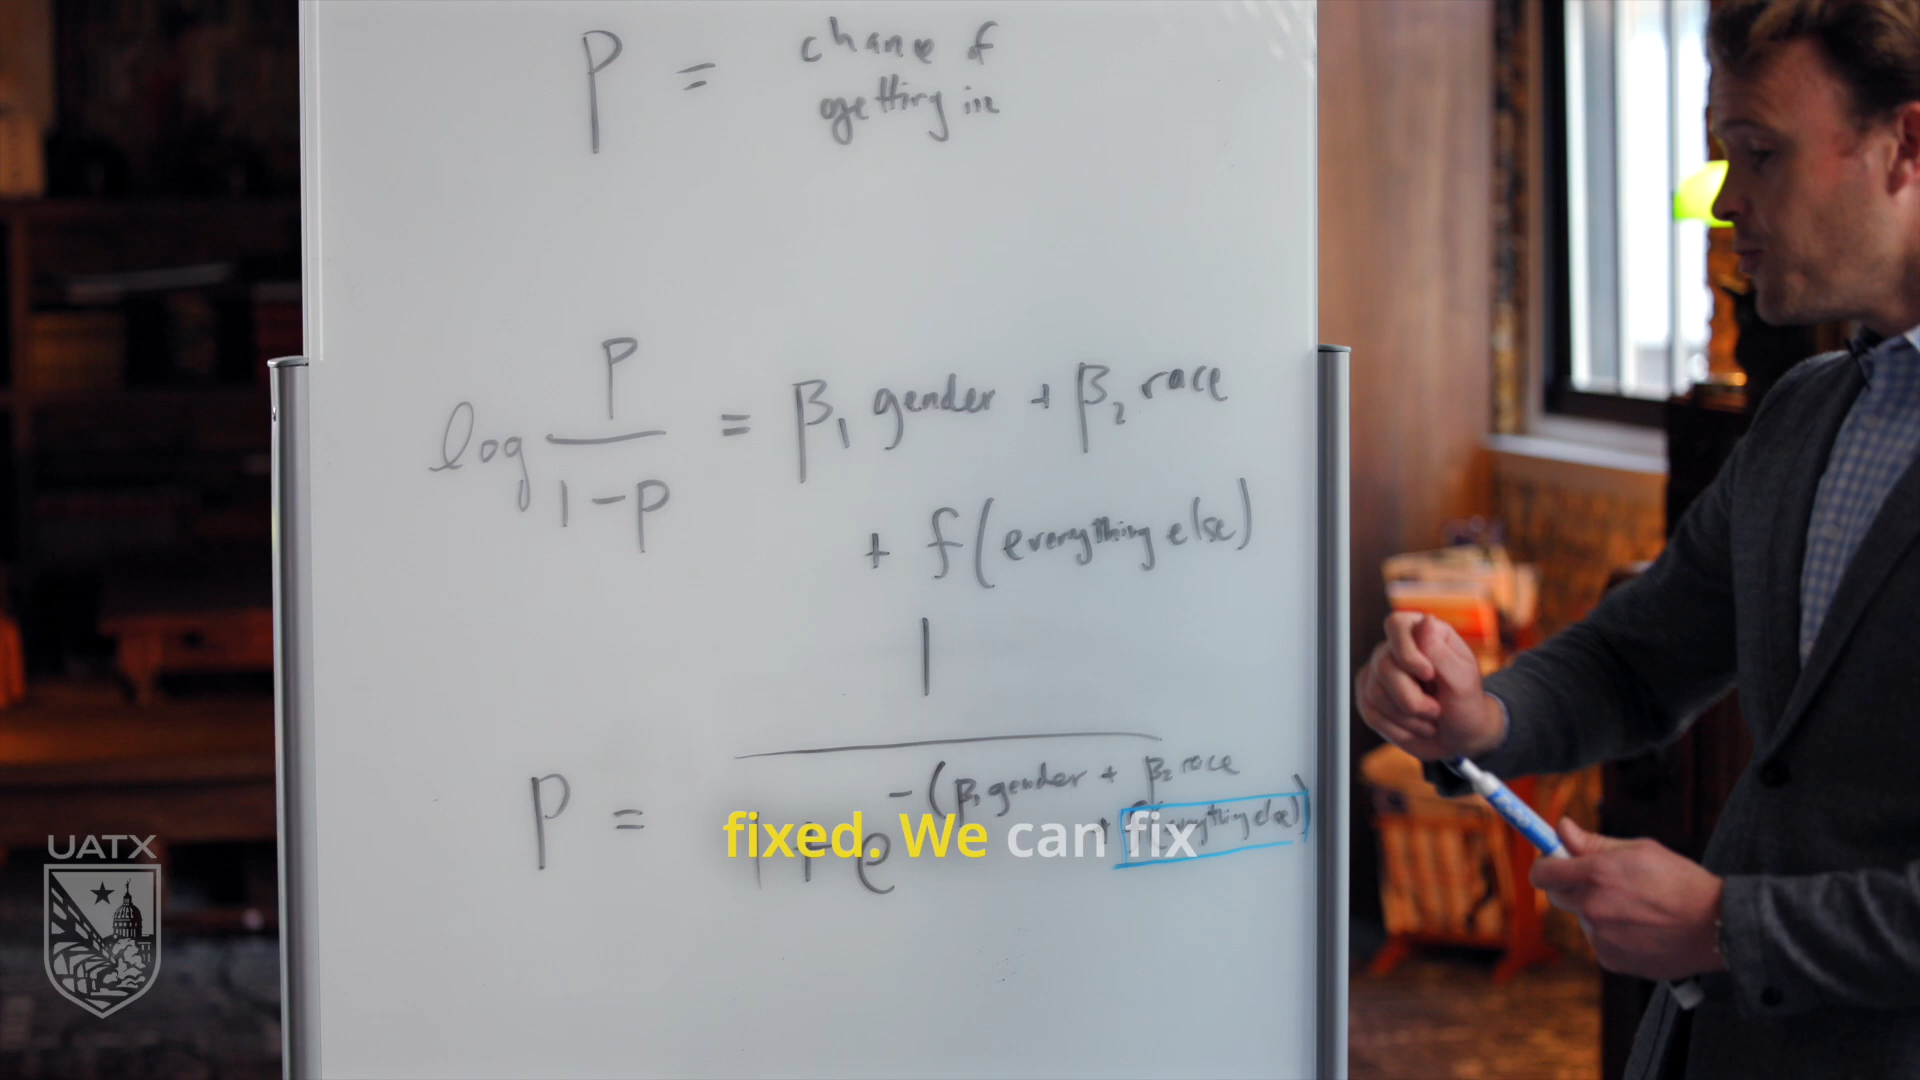 P = chance of
getting in
log P/1-P = β₁ gender + β₂ race
+ f(everything else)
1
P = 1+e -(β₁ gender + β₂ race
+ f(everything else))
fixed. We can fix
UATX